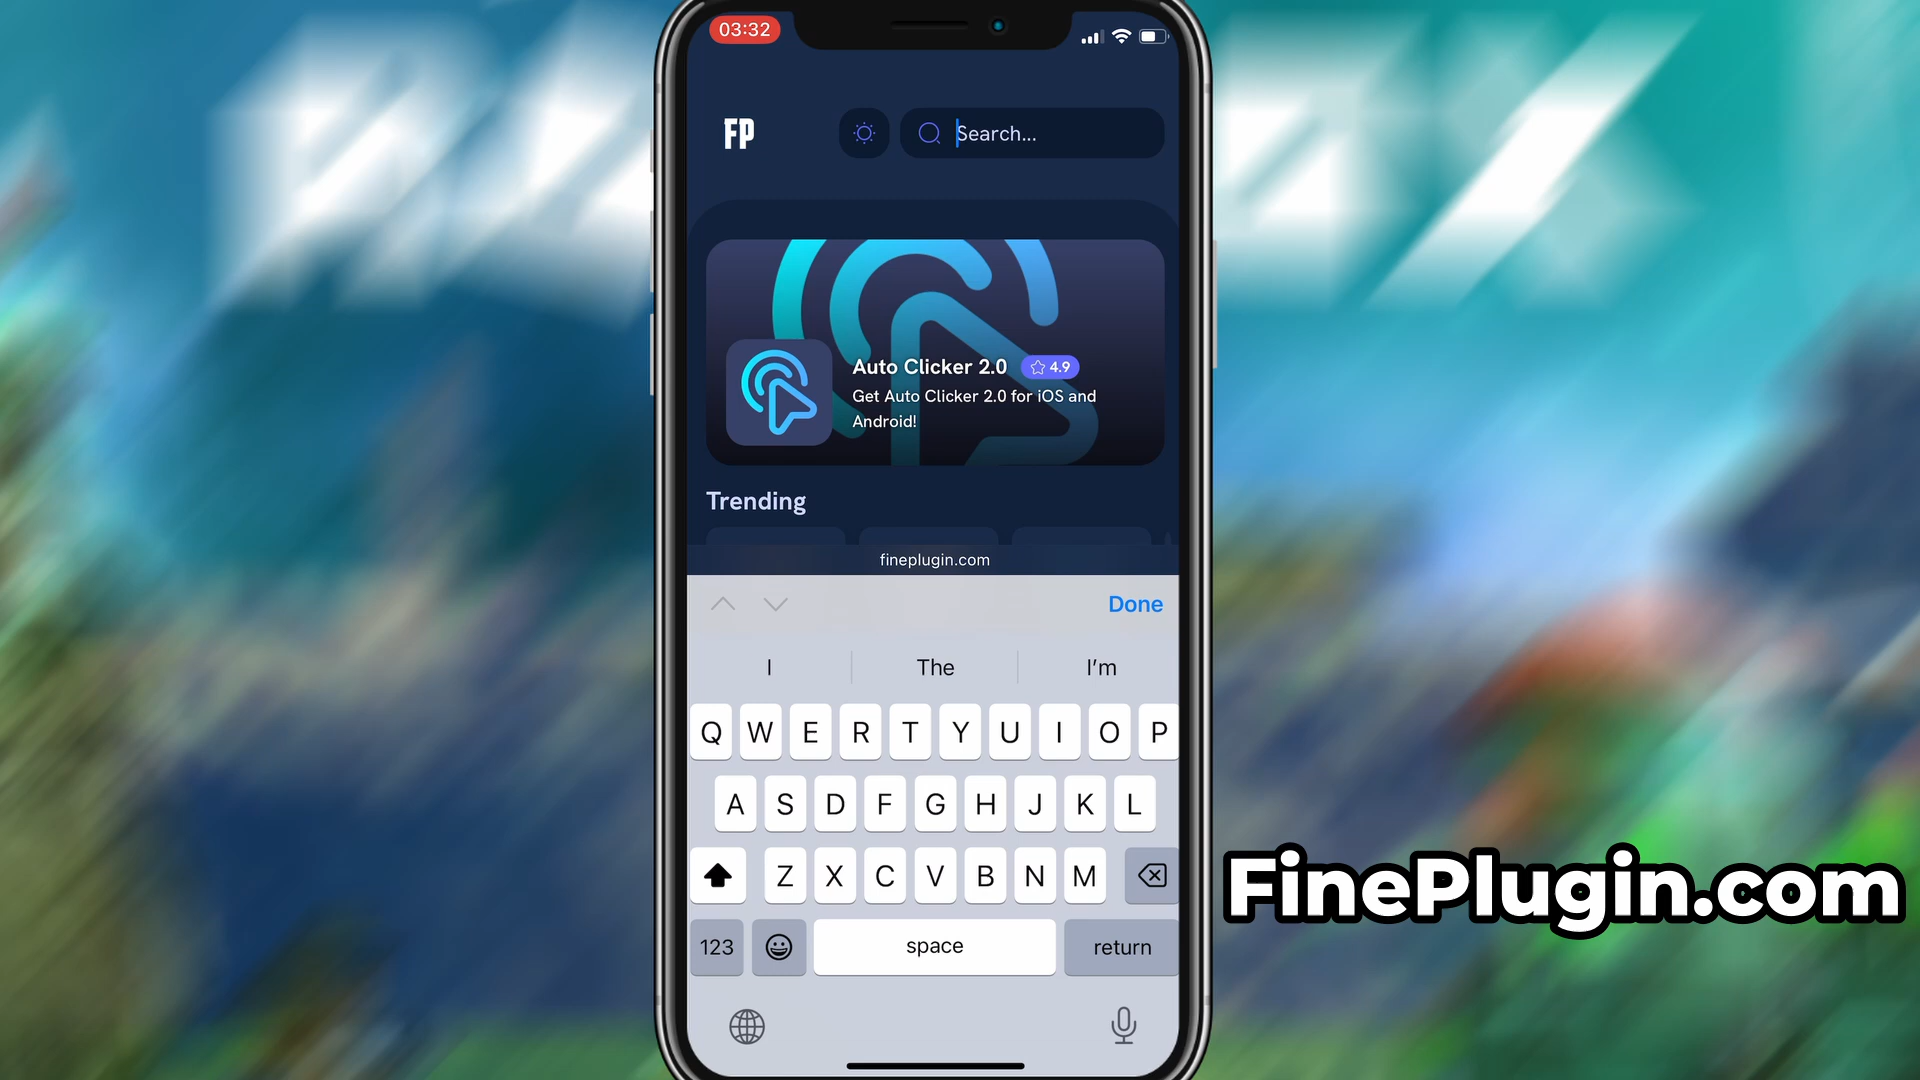 03:32
FP
Search...
Auto Clicker 2.0
4.9
Get Auto Clicker 2.0 for iOS and
Android!
Trending
fineplugin.com
Done
I
The
I'm
Q W E R T Y U I O P
A S D F G H J K L
Z X C V B N M
123
space
return
FinePlugin.com